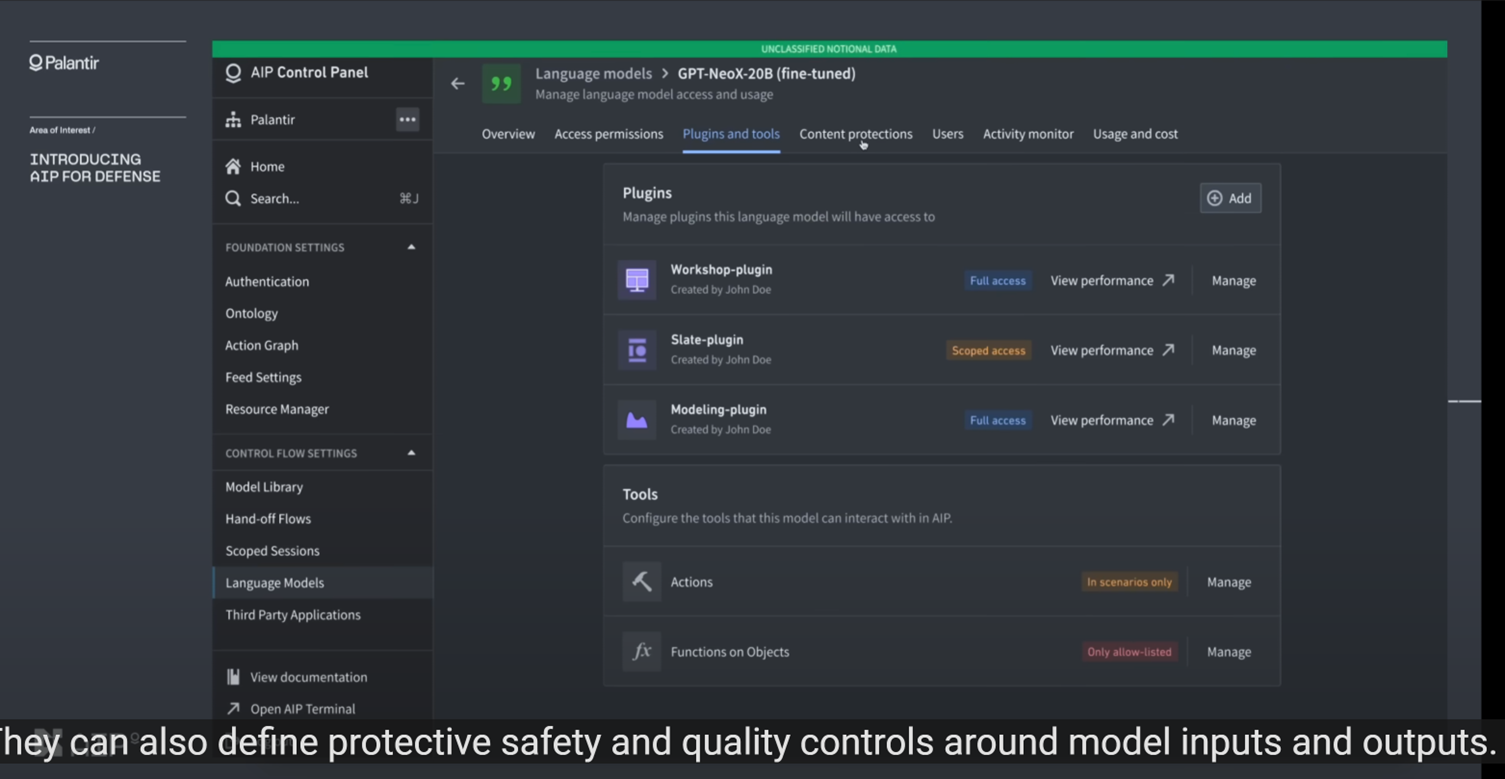 Palantir
Area of Interest /
INTRODUCING
AIP FOR DEFENSE
UNCLASSIFIED NOTIONAL DATA
AIP Control Panel
Palantir
Home
Search... ⌘J
FOUNDATION SETTINGS
Authentication
Ontology
Action Graph
Feed Settings
Resource Manager
CONTROL FLOW SETTINGS
Model Library
Hand-off Flows
Scoped Sessions
Language Models
Third Party Applications
View documentation
Open AIP Terminal
Language models > GPT-NeoX-20B (fine-tuned)
Manage language model access and usage
Overview Access permissions Plugins and tools Content protections Users Activity monitor Usage and cost
Plugins
Manage plugins this language model will have access to
Add
Workshop-plugin
Created by John Doe
Full access View performance Manage
Slate-plugin
Created by John Doe
Scoped access View performance Manage
Modeling-plugin
Created by John Doe
Full access View performance Manage
Tools
Configure the tools that this model can interact with in AIP.
Actions In scenarios only Manage
fx Functions on Objects Only allow-listed Manage
They can also define protective safety and quality controls around model inputs and outputs.